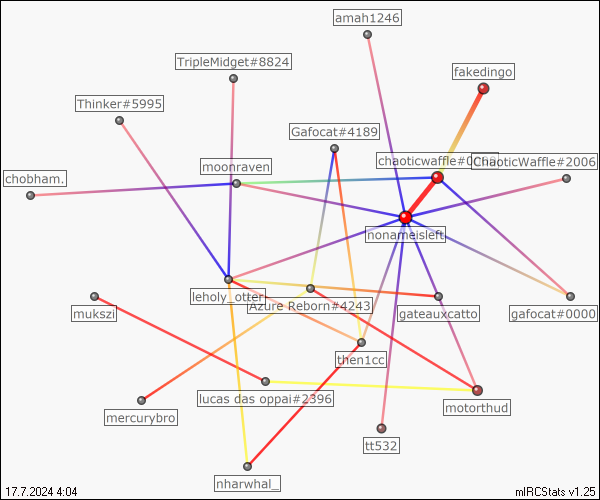 amah1246
TripleMidget#8824
fakedingo
Thinker#5995
Gafocat#4189
chaoticwaffle#0
ChaoticWaffle#2006
moonraven
chobham.
nonameisleft
leholy_otter
Azure Reborn#4243
mukszi
gateauxcatto
gafocat#0000
then1cc
lucas das oppai#2396
motorthud
mercurybro
tt532
nharwhal_
17.7.2024 4:04
mIRCStats v1.25